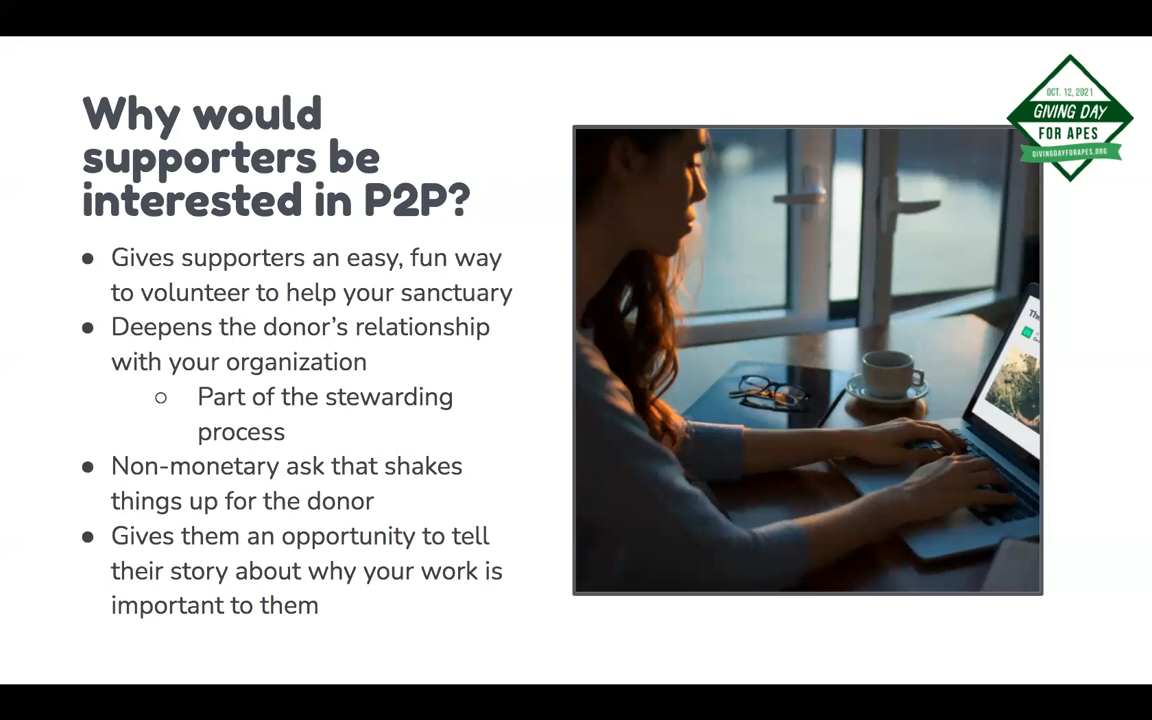 Why would
supporters be
interested in P2P?
● Gives supporters an easy, fun way
to volunteer to help your sanctuary
● Deepens the donor’s relationship
with your organization
○ Part of the stewarding
process
● Non-monetary ask that shakes
things up for the donor
● Gives them an opportunity to tell
their story about why your work is
important to them
OCT. 12, 2021
GIVING DAY
FOR APES
GIVINGDAYFORAPES.ORG